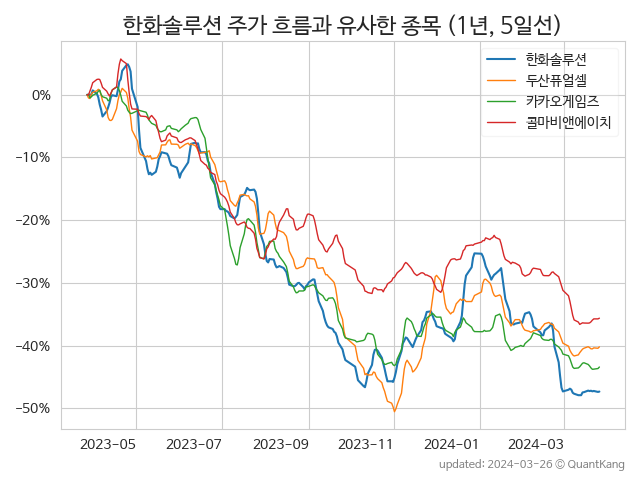 한화솔루션 주가 흐름과 유사한 종목 (1년, 5일선)
한화솔루션
두산퓨얼셀
카카오게임즈
콜마비앤에이치
0%
−10%
−20%
−30%
−40%
−50%
2023-05
2023-07
2023-09
2023-11
2024-01
2024-03
updated: 2024-03-26 ⓒ QuantKang